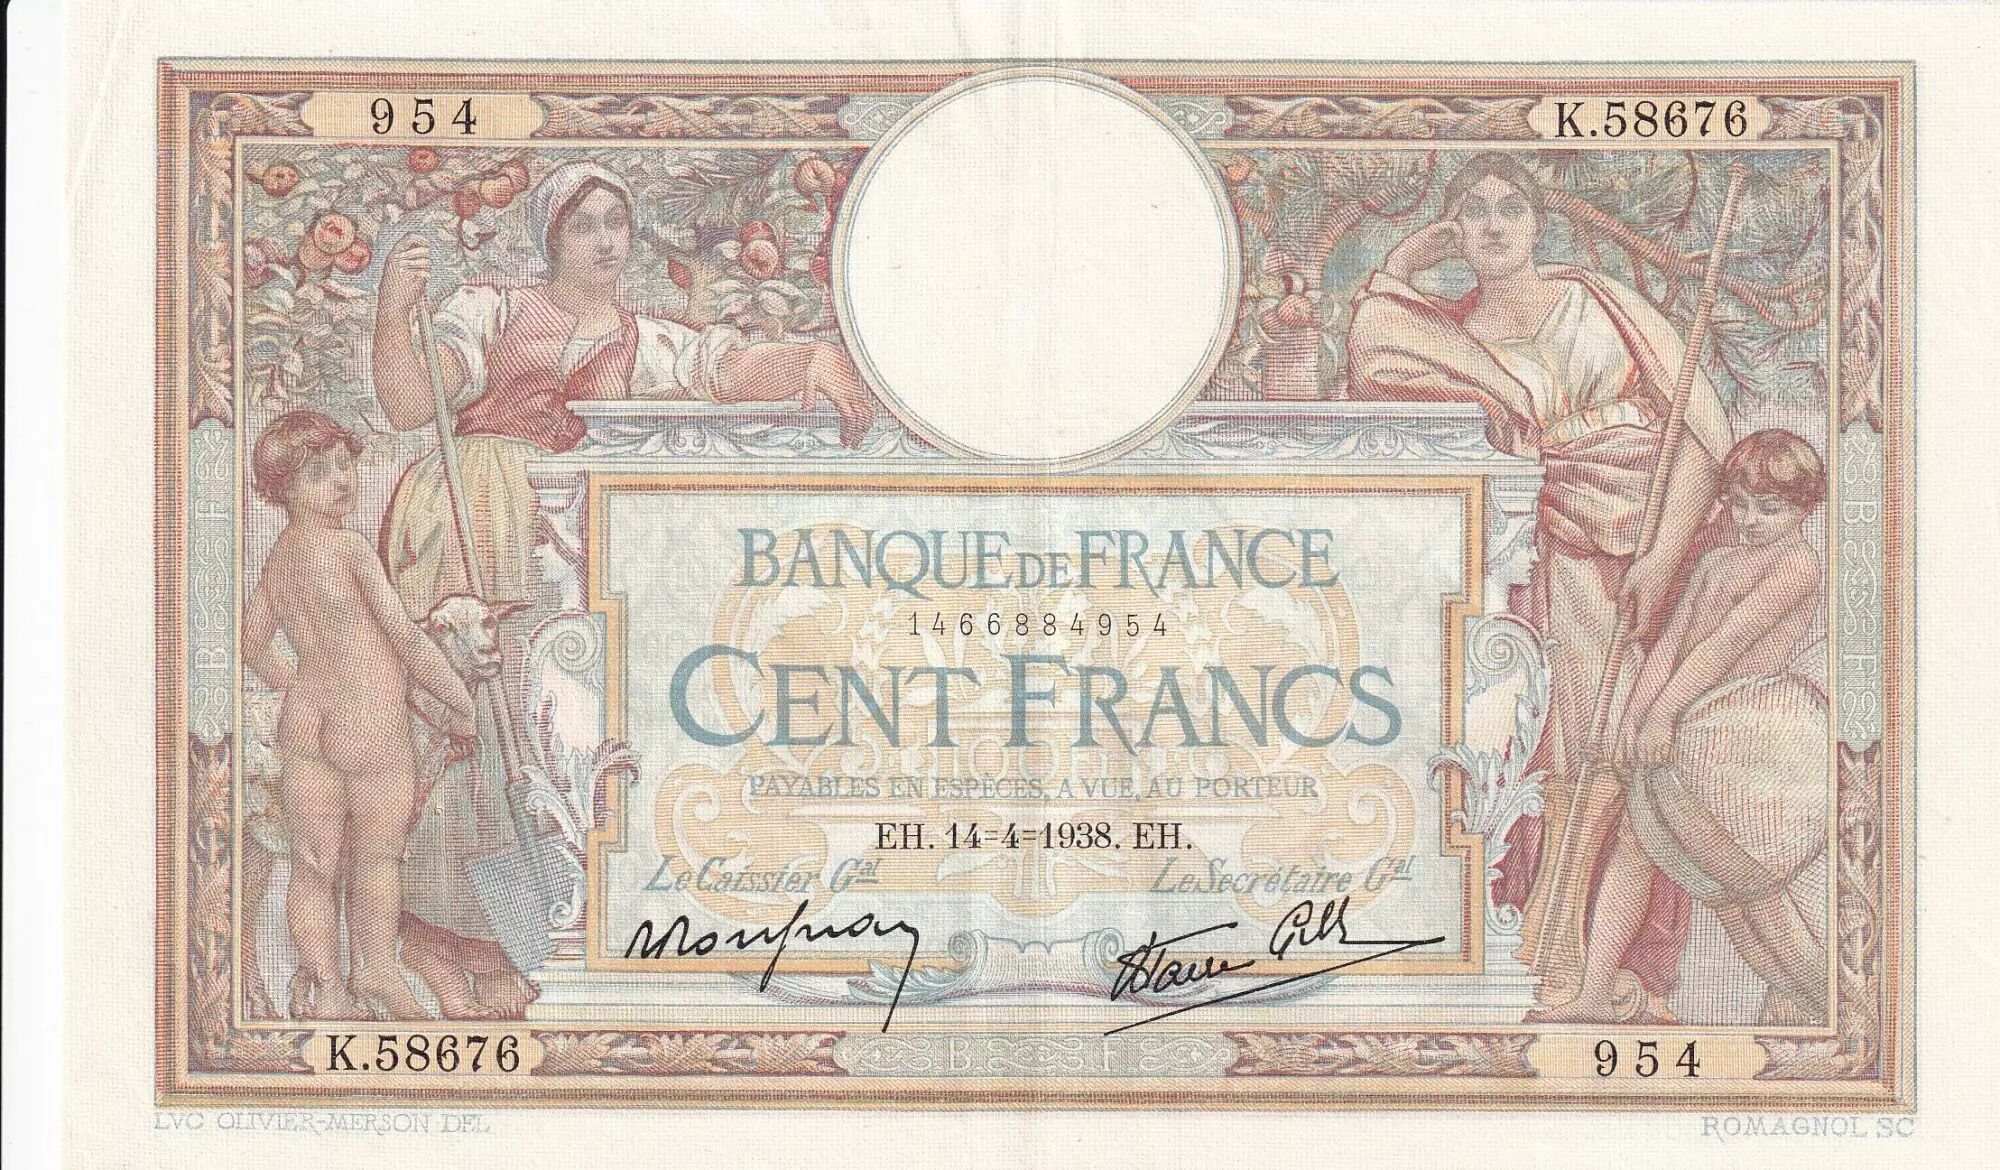 954
K.58676
BANQUE DE FRANCE
1466884954
CENT FRANCS
PAYABLES EN ESPÈCES, A VUE, AU PORTEUR
EH. 14=4=1938. EH.
Le Caissier Gal
Le Secrétaire Gal
B F
B F
K.58676
B F
954
LVC OLIVIER-MERSON DEL
ROMAGNOL SC